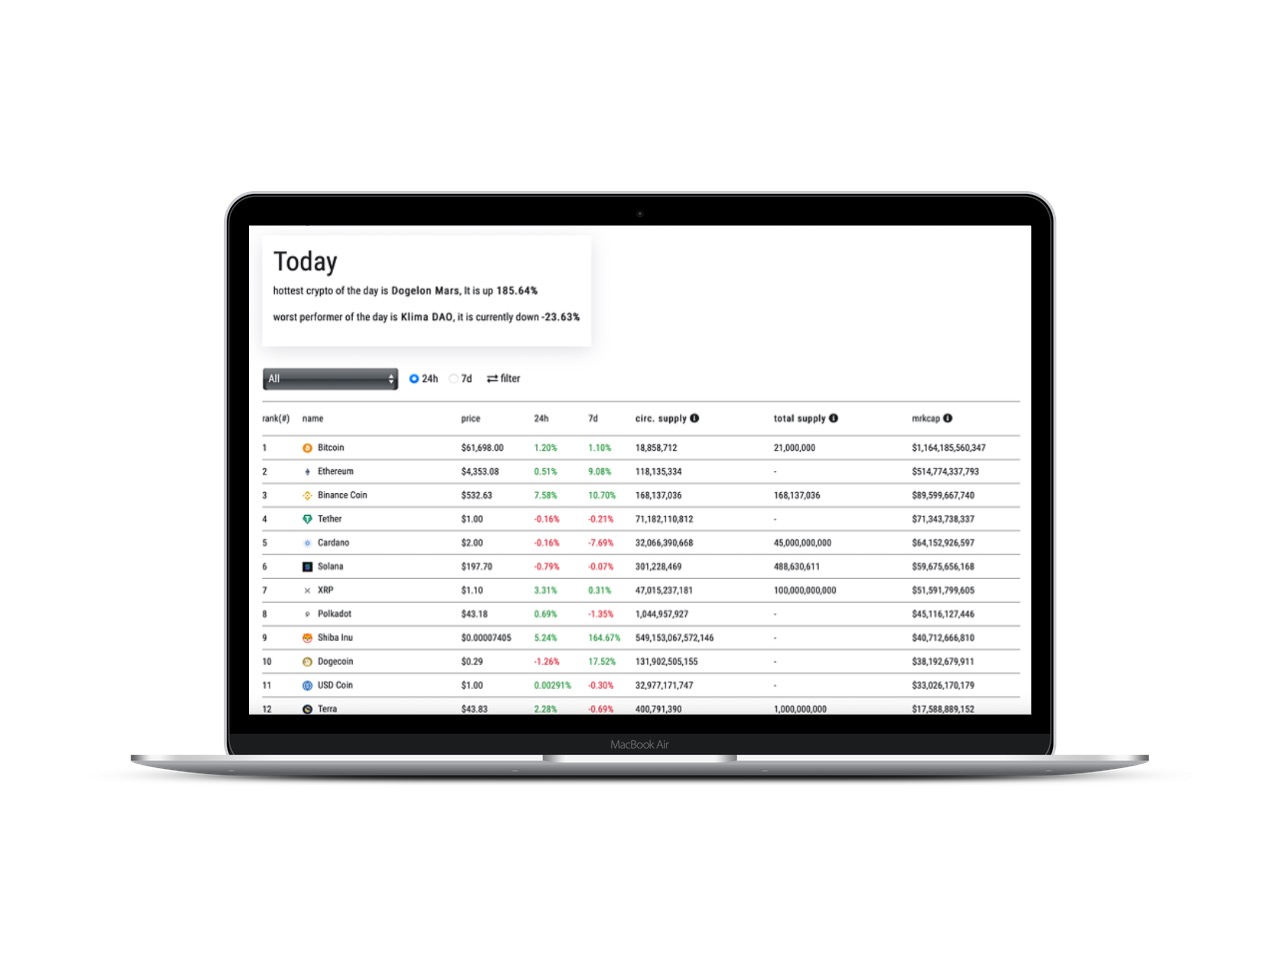 Today
hottest crypto of the day is Dogelon Mars, It is up 185.64%
worst performer of the day is Klima DAO, it is currently down -23.63%
All 24h 7d filter
rank(#) name price 24h 7d circ. supply total supply mrkcap
1 Bitcoin $61,698.00 1.20% 1.10% 18,858,712 21,000,000 $1,164,185,560,347
2 Ethereum $4,353.08 0.51% 9.08% 118,135,334 - $514,774,337,793
3 Binance Coin $532.63 7.58% 10.70% 168,137,036 168,137,036 $89,599,667,740
4 Tether $1.00 -0.16% -0.21% 71,182,110,812 - $71,343,738,337
5 Cardano $2.00 -0.16% -7.69% 32,066,390,668 45,000,000,000 $64,152,926,597
6 Solana $197.70 -0.79% -0.07% 301,228,469 488,630,611 $59,675,656,168
7 XRP $1.10 3.31% 0.31% 47,015,237,181 100,000,000,000 $51,591,799,605
8 Polkadot $43.18 0.69% -1.35% 1,044,957,927 - $45,116,127,446
9 Shiba Inu $0.00007405 5.24% 164.67% 549,153,067,572,146 - $40,712,666,810
10 Dogecoin $0.29 -1.26% 17.52% 131,902,505,155 - $38,192,679,911
11 USD Coin $1.00 0.00291% -0.30% 32,977,171,747 - $33,026,170,179
12 Terra $43.83 2.28% -0.69% 400,791,390 1,000,000,000 $17,588,889,152
MacBook Air